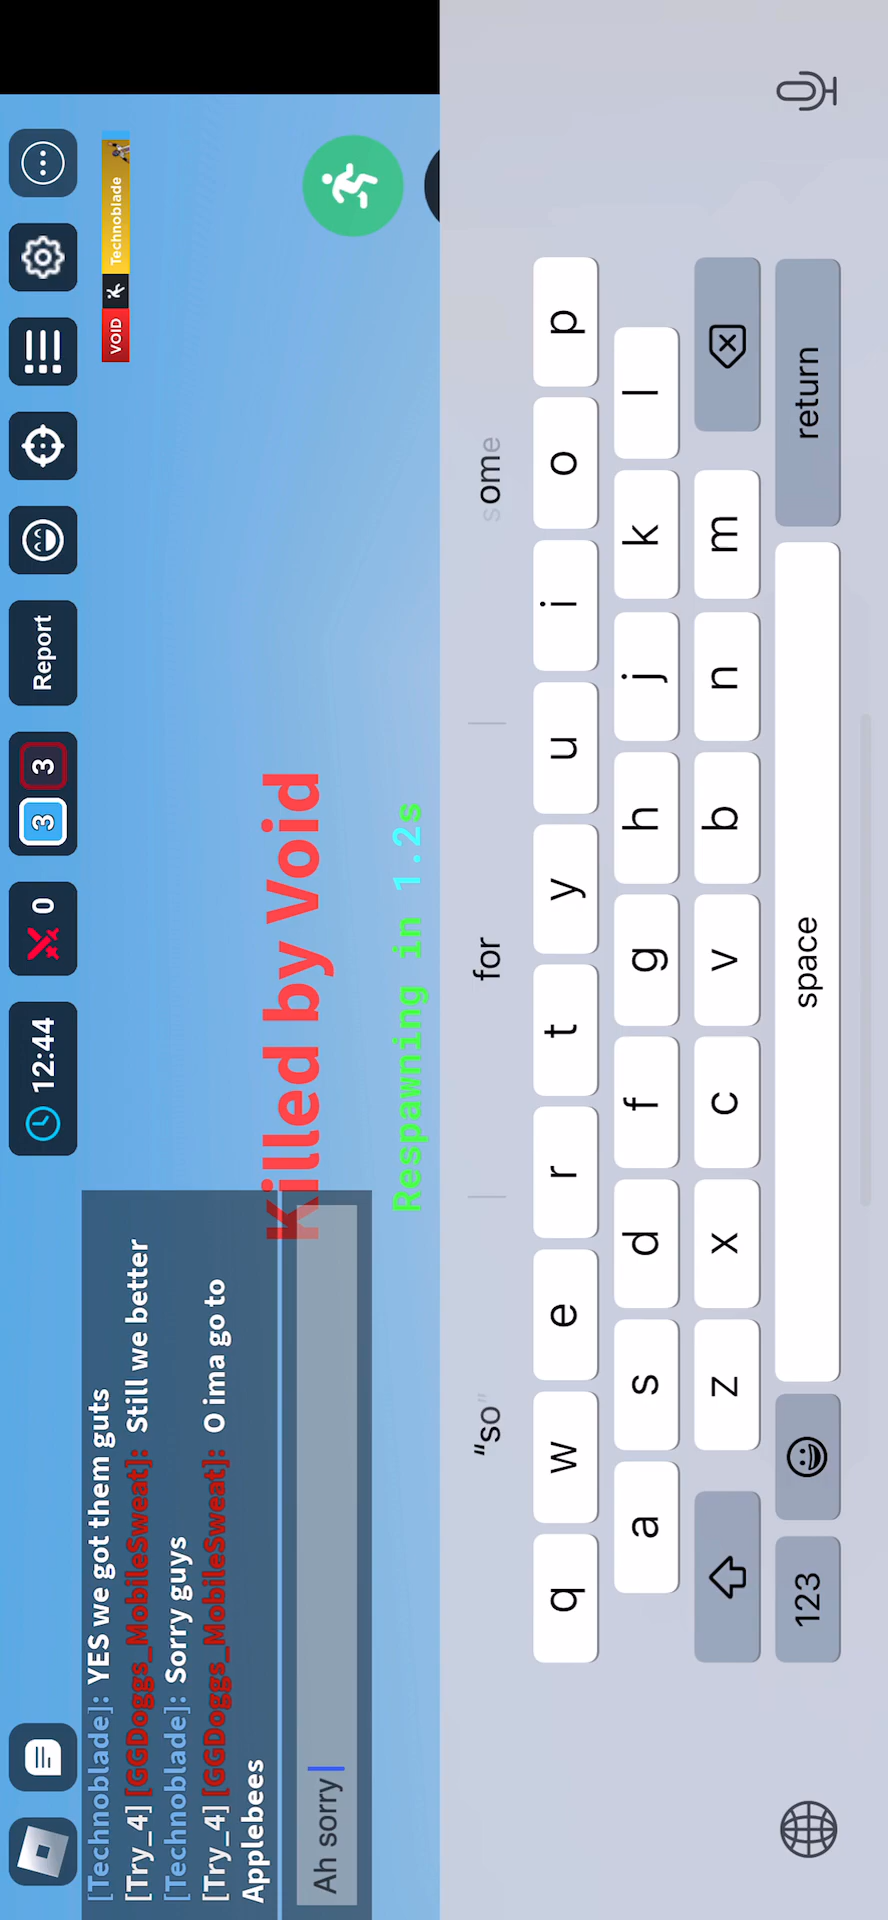 12:44
0
3 3
Report
VOID Technoblade
[Technoblade]: YES we got them guts
[Try_4] [GGDoggs_MobileSweat]: Still we better
[Technoblade]: Sorry guys
[Try_4] [GGDoggs_MobileSweat]: O ima go to
Applebees
Killed by Void
Ah sorry
Respawning in 1.2s
"so" for some
q w e r t y u i o p
a s d f g h j k l
z x c v b n m
123 space return